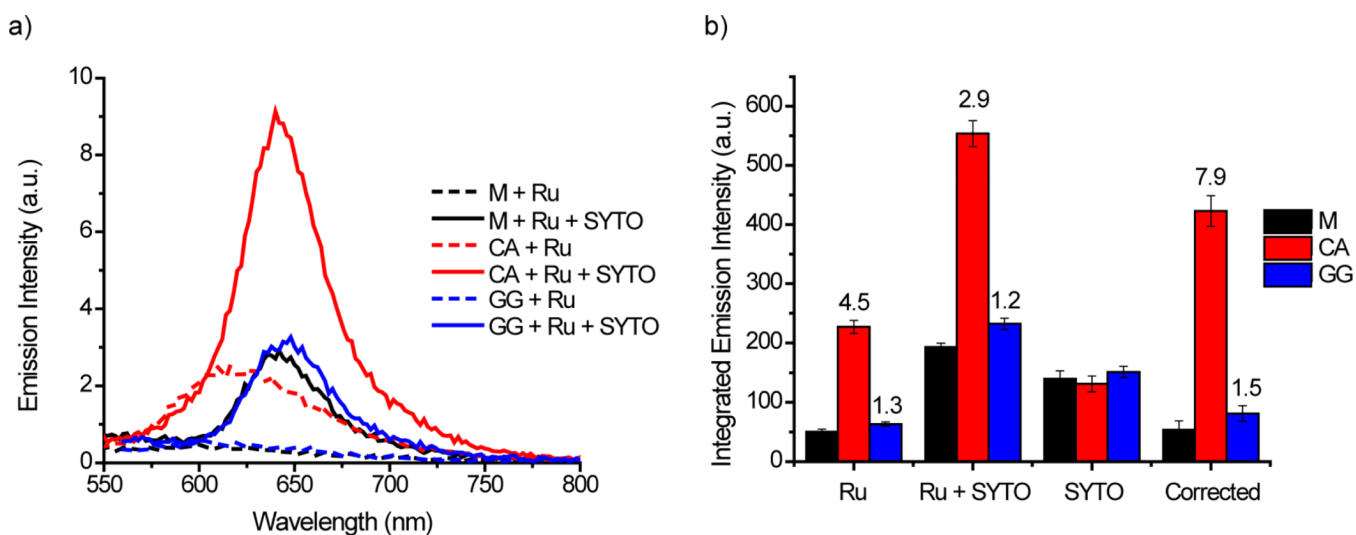 a)
10
8
6
4
2
0
550
600
650
700
750
800
Emission Intensity (a.u.)
Wavelength (nm)
M + Ru
M + Ru + SYTO
CA + Ru
CA + Ru + SYTO
GG + Ru
GG + Ru + SYTO
b)
600
500
400
300
200
100
0
Integrated Emission Intensity (a.u.)
4.5
1.3
2.9
1.2
7.9
1.5
Ru
Ru + SYTO
SYTO
Corrected
M
CA
GG